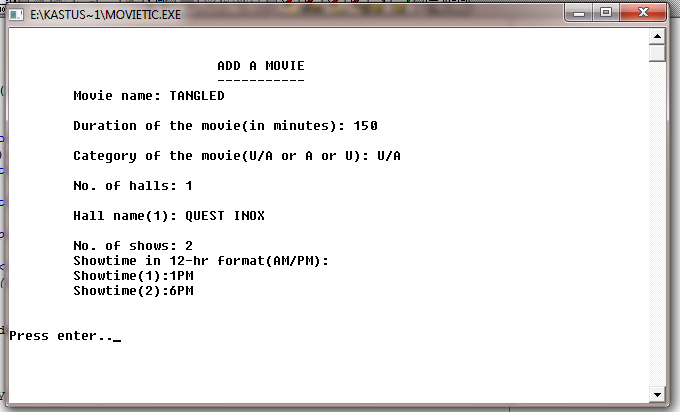 E:\KASTUS~1\MOVIETIC.EXE
ADD A MOVIE
-----------
Movie name: TANGLED
Duration of the movie(in minutes): 150
Category of the movie(U/A or A or U): U/A
No. of halls: 1
Hall name(1): QUEST INOX
No. of shows: 2
Showtime in 12-hr format(AM/PM):
Showtime(1):1PM
Showtime(2):6PM
Press enter.._